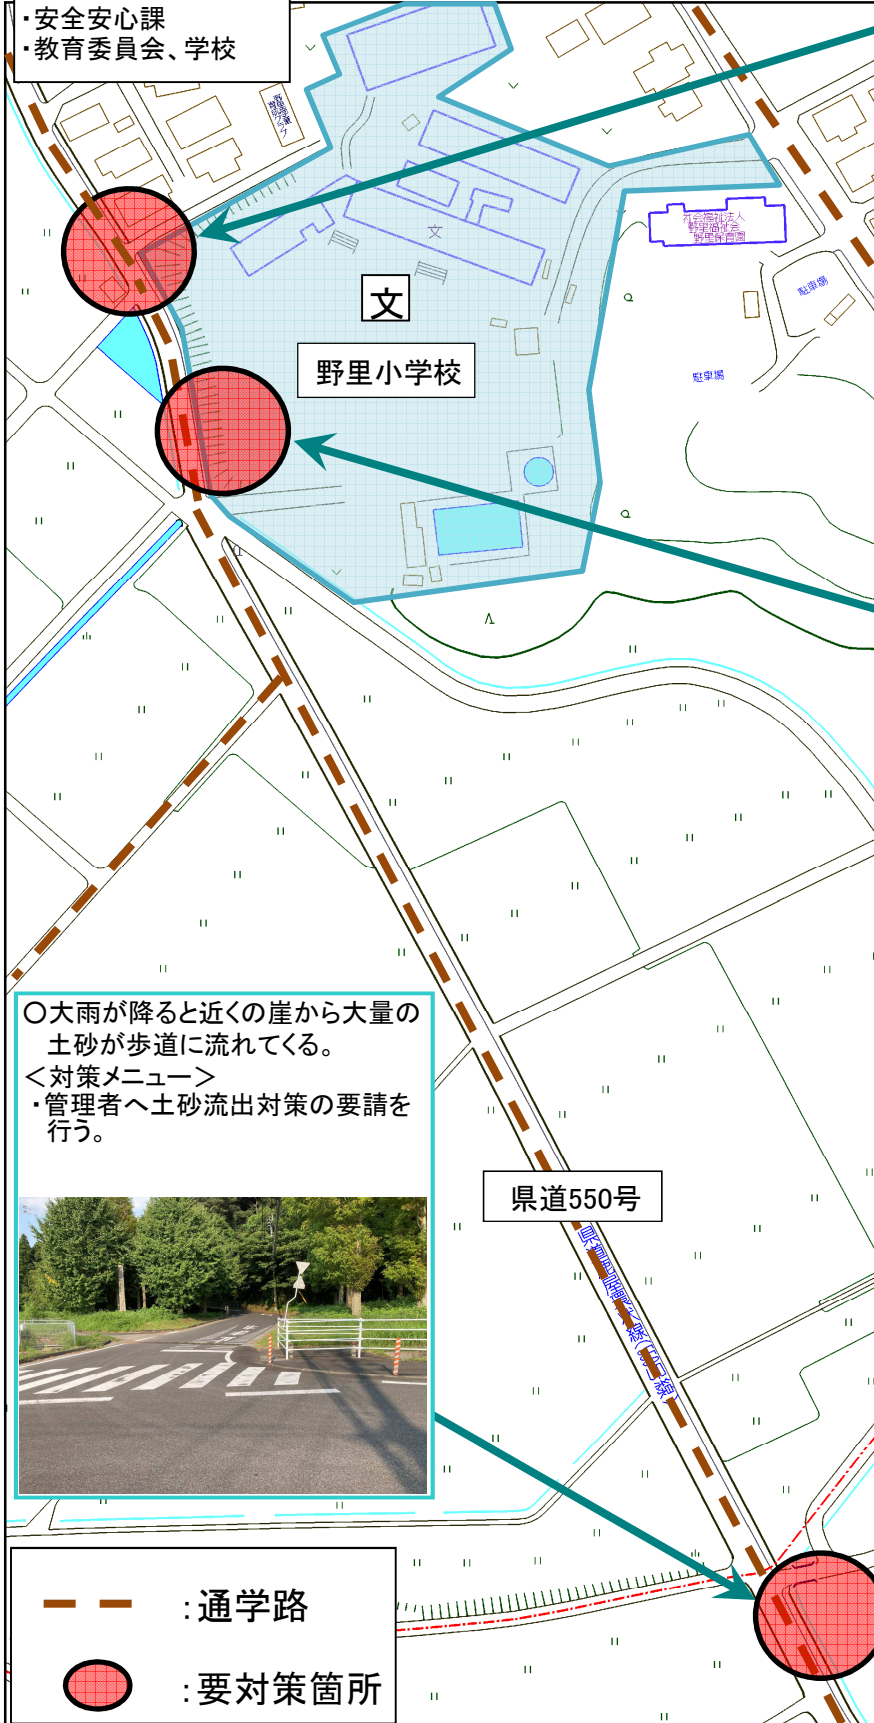 ・安全安心課
・教育委員会、学校
社会福祉法人
野里福祉会
野里保育園
文
文
駐車場
野里小学校
駐車場
〇大雨が降ると近くの崖から大量の
土砂が歩道に流れてくる。
＜対策メニュー＞
・管理者へ土砂流出対策の要請を
行う。
県道550号
：通学路
：要対策箇所